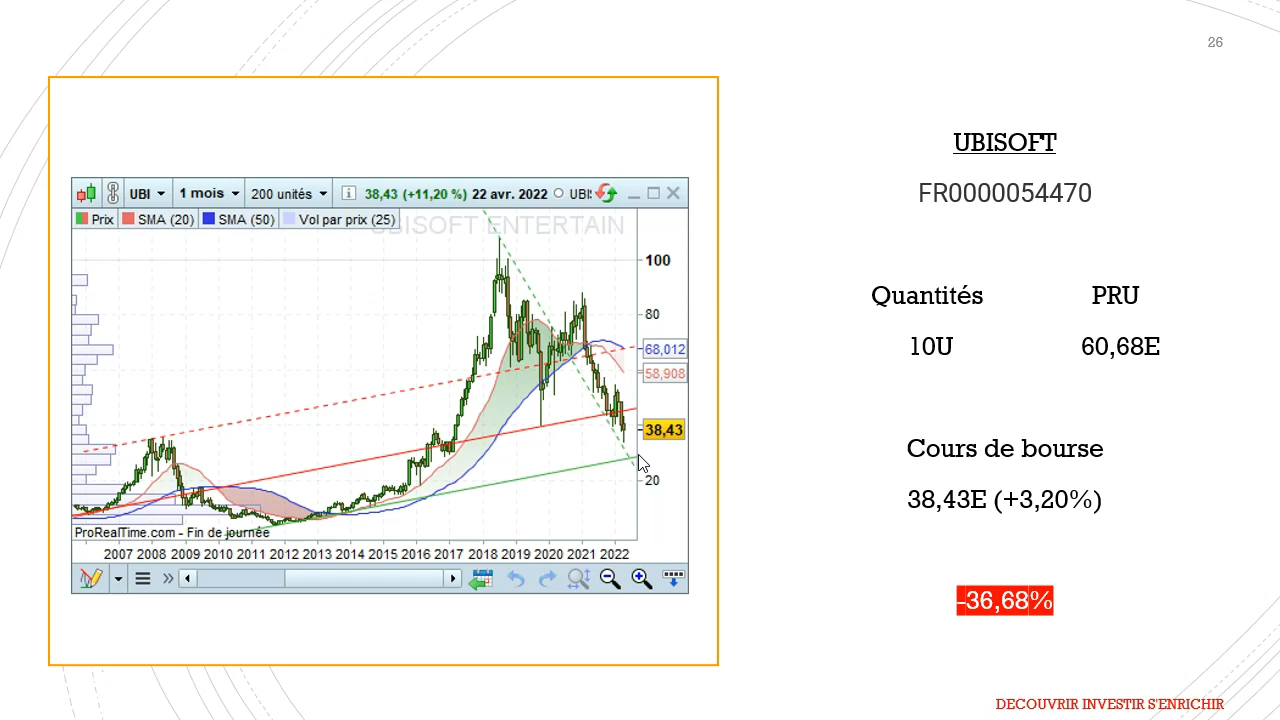 26
UBI 1 mois 200 unités 38,43 (+11,20 %) 22 avr. 2022 UBI:
Prix SMA (20) SMA (50) Vol par prix (25)
UBISOFT ENTERTAIN
100
80
68,012
58,908
38,43
20
ProRealTime.com - Fin de journée
2007 2008 2009 2010 2011 2012 2013 2014 2015 2016 2017 2018 2019 2020 2021 2022
UBISOFT
FR0000054470
Quantités PRU
10U 60,68E
Cours de bourse
38,43E (+3,20%)
-36,68%
DECOUVRIR INVESTIR S'ENRICHIR